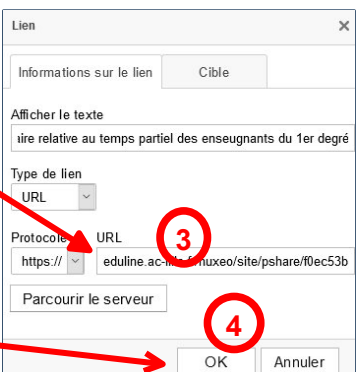 Lien
Informations sur le lien Cible
Afficher le texte
ire relative au temps partiel des enseugnants du 1er degré
Type de lien
URL
Protocole URL
3
https:// eduline.ac- nuxeo/site/pshare/f0ec53b
Parcourir le serveur
4
OK Annuler